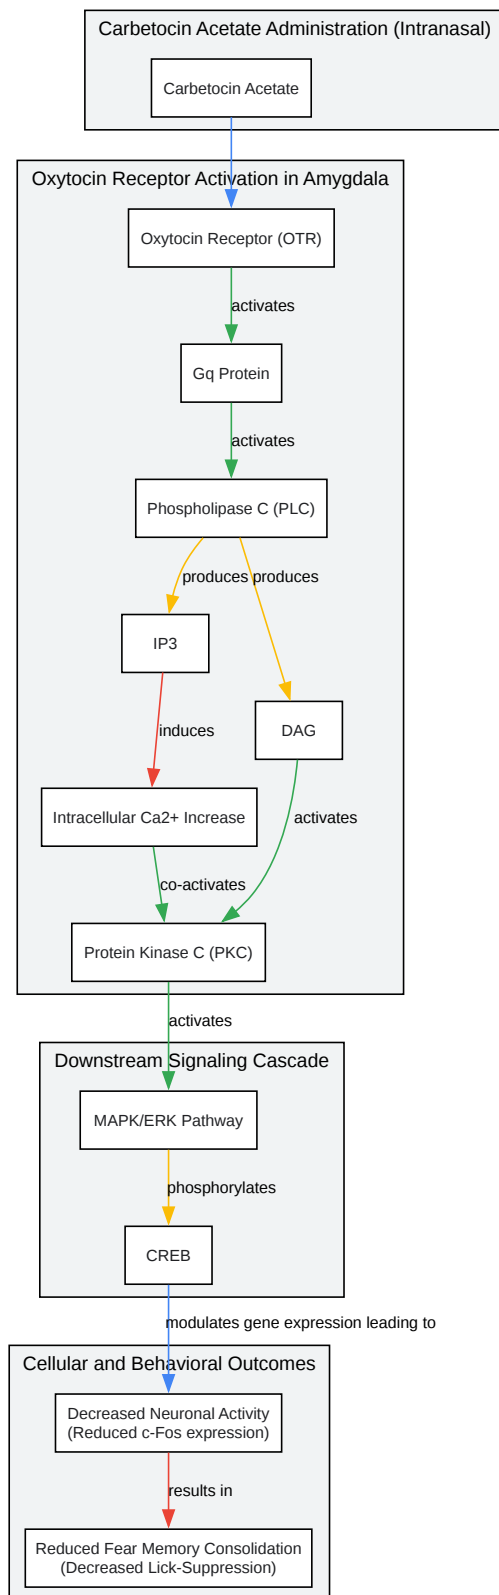 Carbetocin Acetate Administration (Intranasal)
Carbetocin Acetate
Oxytocin Receptor Activation in Amygdala
Oxytocin Receptor (OTR)
activates
Gq Protein
activates
Phospholipase C (PLC)
produces
produces
IP3
DAG
induces
Intracellular Ca2+ Increase
activates
co-activates
Protein Kinase C (PKC)
activates
Downstream Signaling Cascade
MAPK/ERK Pathway
phosphorylates
CREB
modulates gene expression leading to
Cellular and Behavioral Outcomes
Decreased Neuronal Activity
(Reduced c-Fos expression)
results in
Reduced Fear Memory Consolidation
(Decreased Lick-Suppression)